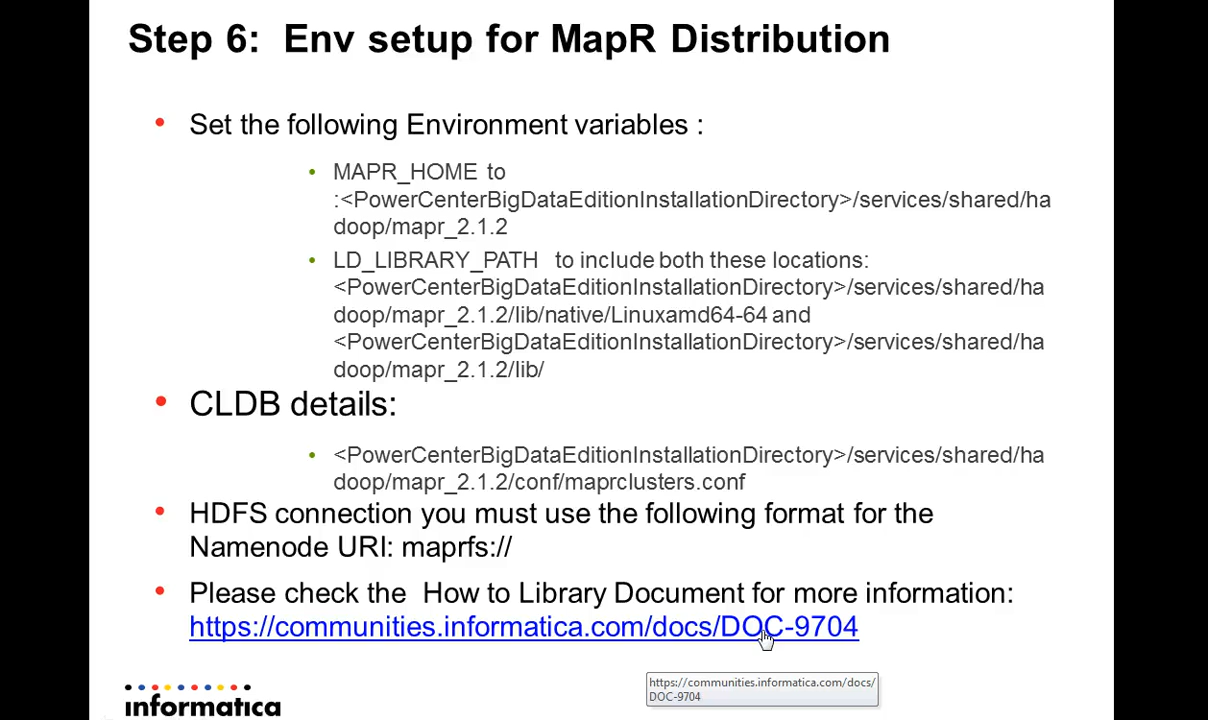 Step 6: Env setup for MapR Distribution
• Set the following Environment variables :
• MAPR_HOME to
:<PowerCenterBigDataEditionInstallationDirectory>/services/shared/ha
doop/mapr_2.1.2
• LD_LIBRARY_PATH to include both these locations:
<PowerCenterBigDataEditionInstallationDirectory>/services/shared/ha
doop/mapr_2.1.2/lib/native/Linuxamd64-64 and
<PowerCenterBigDataEditionInstallationDirectory>/services/shared/ha
doop/mapr_2.1.2/lib/
• CLDB details:
• <PowerCenterBigDataEditionInstallationDirectory>/services/shared/ha
doop/mapr_2.1.2/conf/maprclusters.conf
• HDFS connection you must use the following format for the
Namenode URI: maprfs://
• Please check the How to Library Document for more information:
https://communities.informatica.com/docs/DOC-9704
https://communities.informatica.com/docs/
DOC-9704
informatica